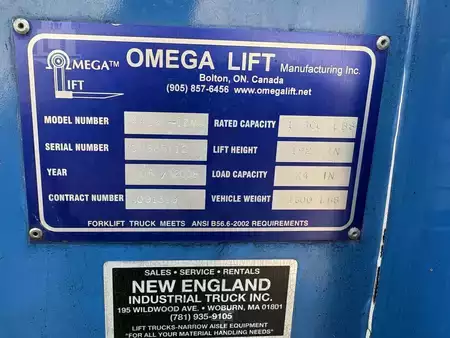 ΩMEGA™
LIFT
OMEGA LIFT Manufacturing Inc.
Bolton, ON. Canada
(905) 857-6456 www.omegalift.net
MODEL NUMBER
RATED CAPACITY LBS
SERIAL NUMBER
LIFT HEIGHT IN
YEAR
LOAD CAPACITY 24 IN
CONTRACT NUMBER
VEHICLE WEIGHT
FORKLIFT TRUCK MEETS ANSI B56.6-2002 REQUIREMENTS
SALES • SERVICE • RENTALS
NEW ENGLAND
INDUSTRIAL TRUCK INC.
195 WILDWOOD AVE. • WOBURN, MA 01801
(781) 935-9105
LIFT TRUCKS-NARROW AISLE EQUIPMENT
"FOR ALL YOUR MATERIAL HANDLING NEEDS"